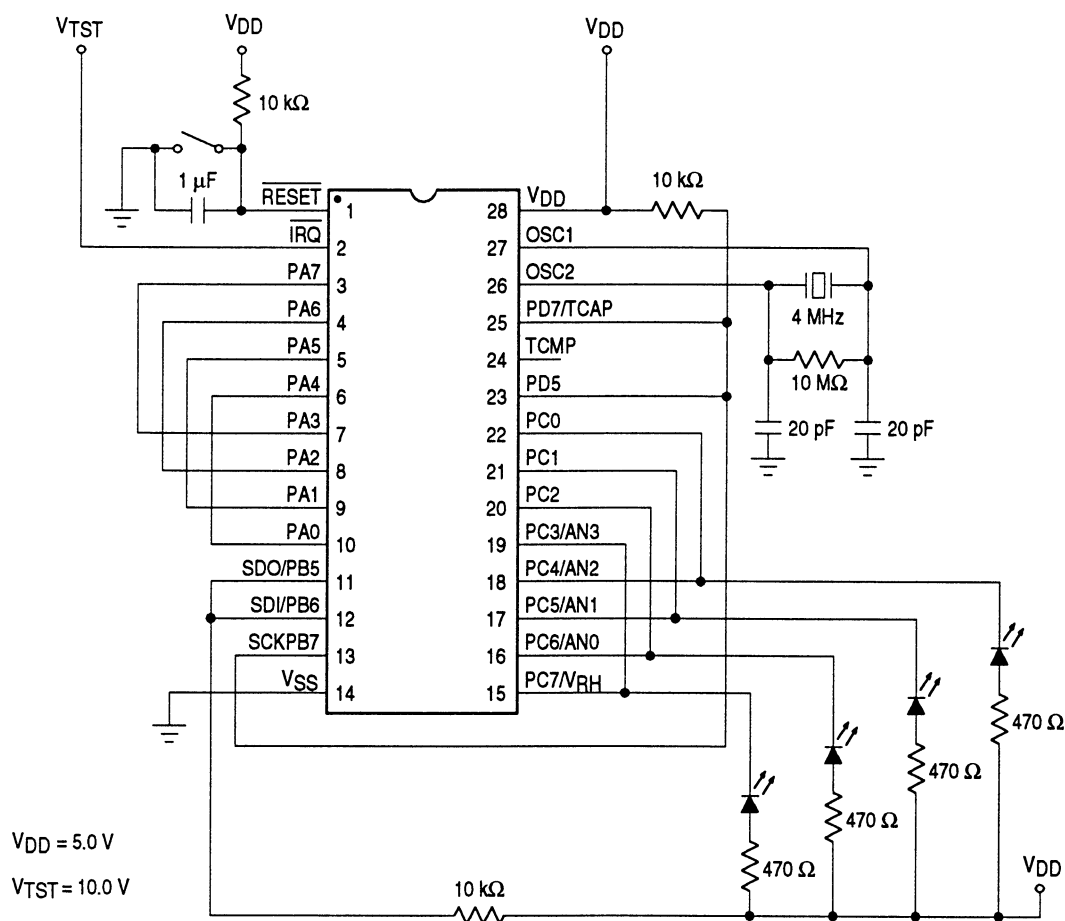 VTST
VDD
VDD
10 kΩ
1 µF
10 kΩ
RESET
1
28
VDD
IRQ
2
27
OSC1
PA7
3
26
OSC2
PA6
4
25
PD7/TCAP
4 MHz
PA5
5
24
TCMP
PA4
6
23
PD5
10 MΩ
PA3
7
22
PC0
20 pF
20 pF
PA2
8
21
PC1
PA1
9
20
PC2
PA0
10
19
PC3/AN3
SDO/PB5
11
18
PC4/AN2
SDI/PB6
12
17
PC5/AN1
SCKPB7
13
16
PC6/AN0
VSS
14
15
PC7/VRH
470 Ω
470 Ω
470 Ω
470 Ω
VDD = 5.0 V
VTST = 10.0 V
10 kΩ
VDD